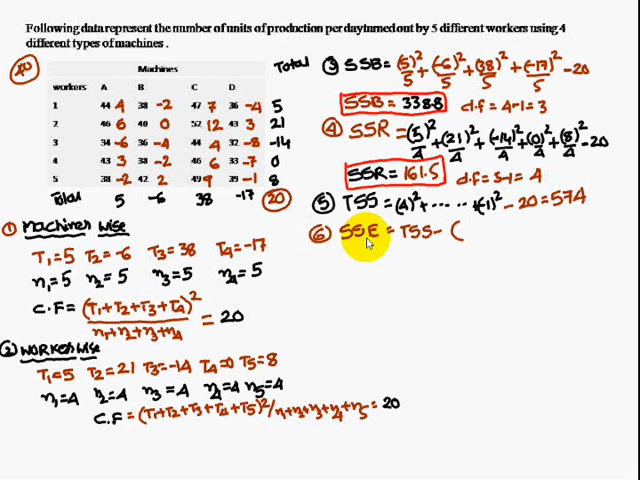 Following data represent the number of units of production per dayturned out by 5 different workers using 4
different types of machines .
40
Machines Total
workers A B C D
1 44 4 38 -2 47 7 36 -4 5
2 46 6 40 0 52 12 43 3 21
3 34 -6 36 -4 44 4 32 -8 -14
4 43 3 38 -2 46 6 33 -7 0
5 38 -2 42 2 49 9 39 -1 8
Total 5 -6 38 -17 20
① Machines wise
T1=5 T2=-6 T3=38 T4=-17
n1=5 n2=5 n3=5 n4=5
C.F = (T1+T2+T3+T4)² / n1+n2+n3+n4 = 20
② Workerwise
T1=5 T2=21 T3=-14 T4=0 T5=8
n1=4 n2=4 n3=4 n4=4 n5=4
C.F = (T1+T2+T3+T4+T5)²/n1+n2+n3+n4+n5 = 20
③ SSB = (5)²/5 + (-6)²/5 + (38)²/5 + (-17)²/5 - 20
SSB = 338.8 d.f = 4-1 = 3
④ SSR = (5)²/4 + (21)²/4 + (-14)²/4 + (0)²/4 + (8)²/4 - 20
SSR = 161.5 d.f = 5-1 = 4
⑤ TSS = (4)² + ... ... + (-1)² - 20 = 574
⑥ SSE = TSS - (